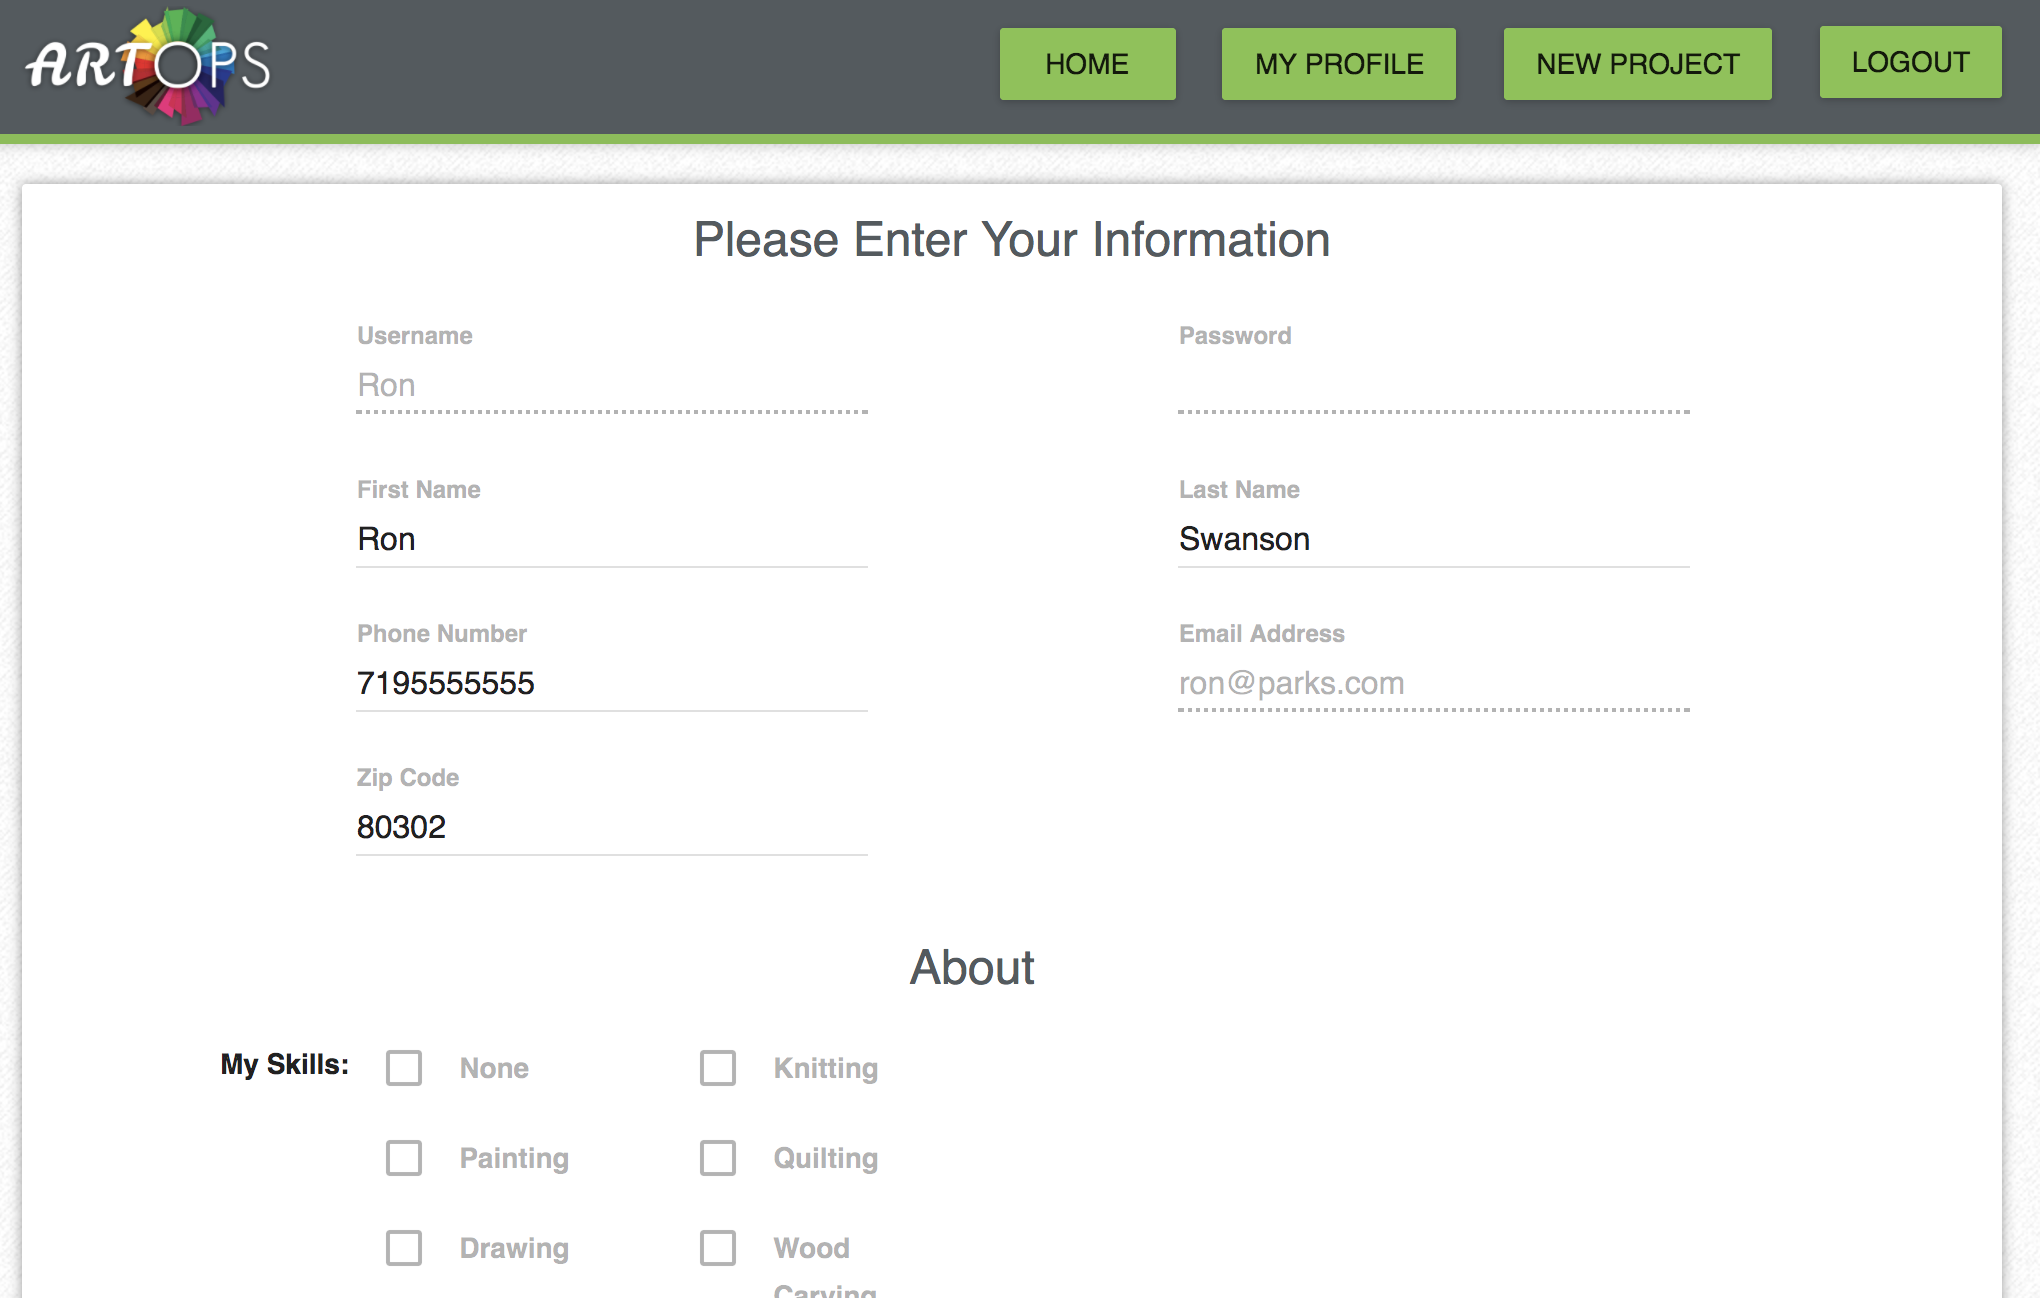 ARTOPS
HOME MY PROFILE NEW PROJECT LOGOUT
Please Enter Your Information
Username Password
Ron
First Name Last Name
Ron Swanson
Phone Number Email Address
7195555555 ron@parks.com
Zip Code
80302
About
My Skills: None Knitting
Painting Quilting
Drawing Wood
Carving